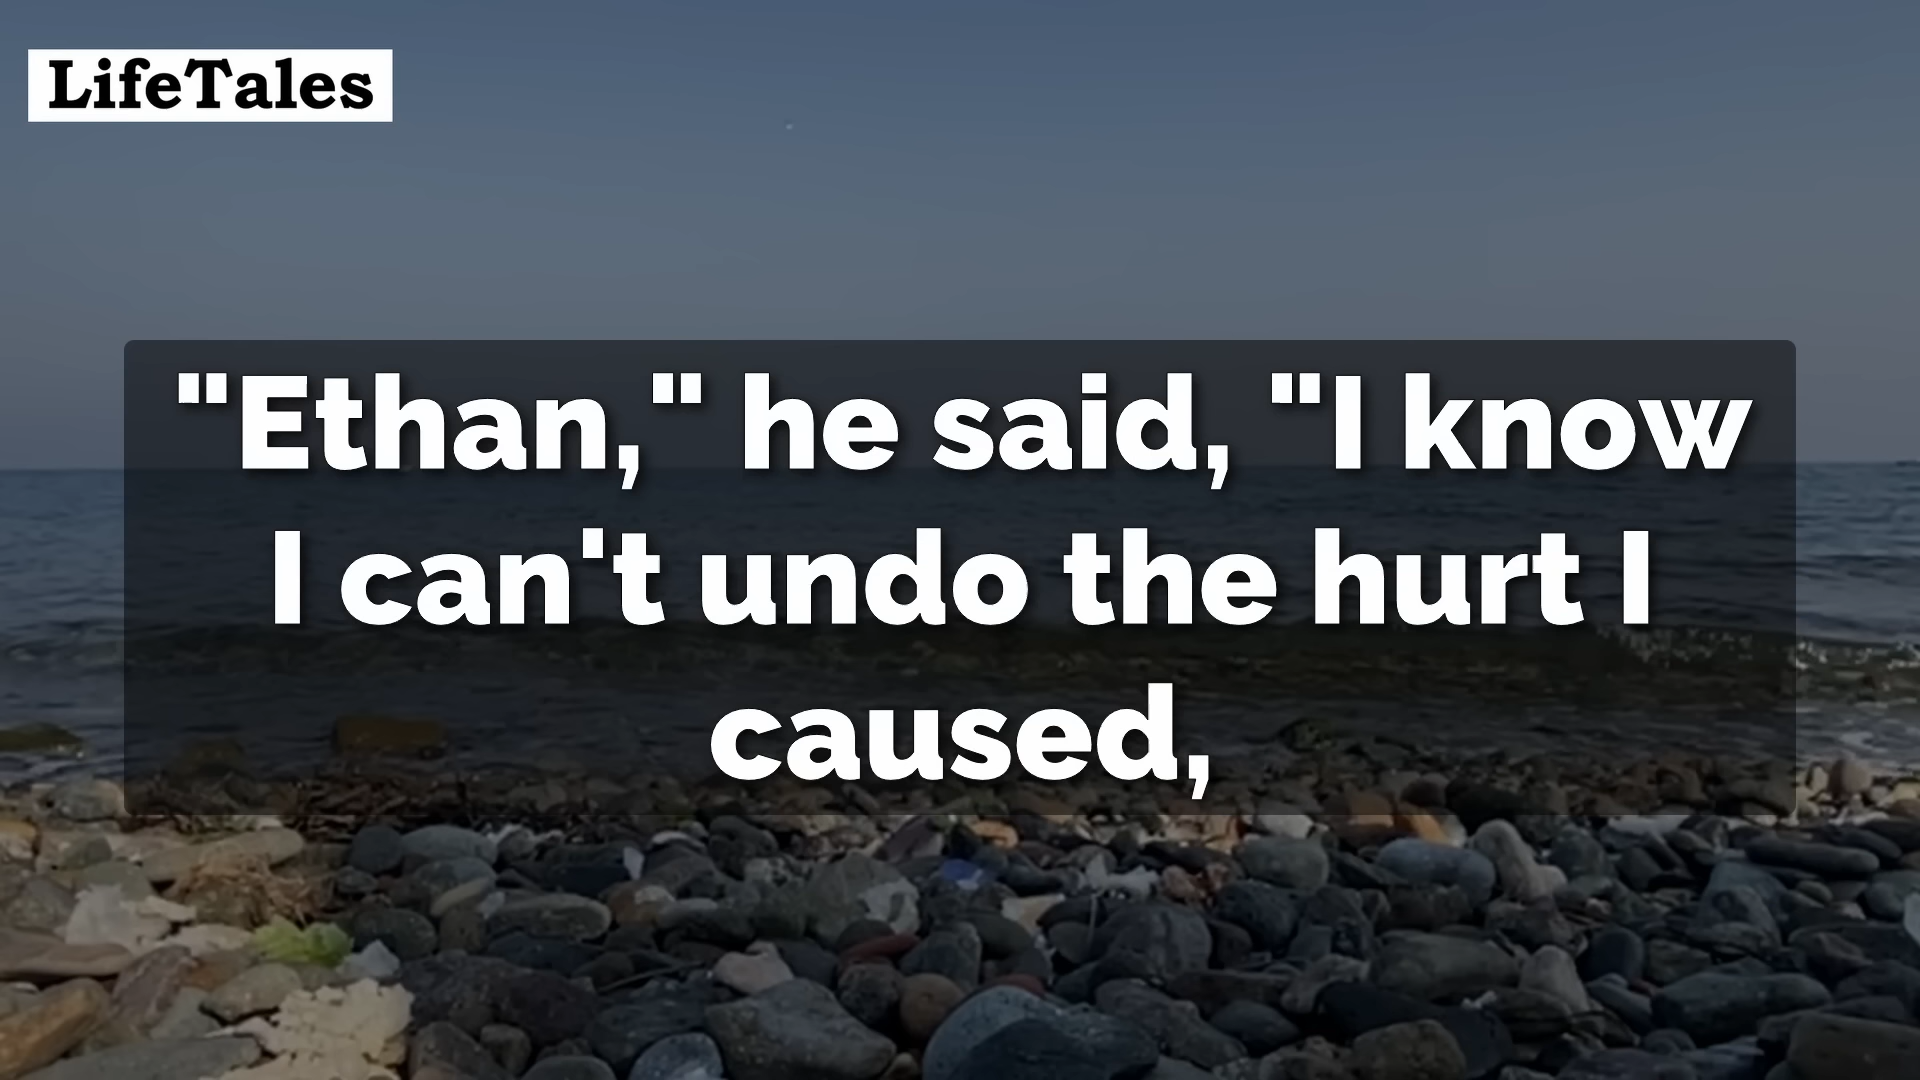 LifeTales
"Ethan," he said, "I know
I can't undo the hurt I
caused,